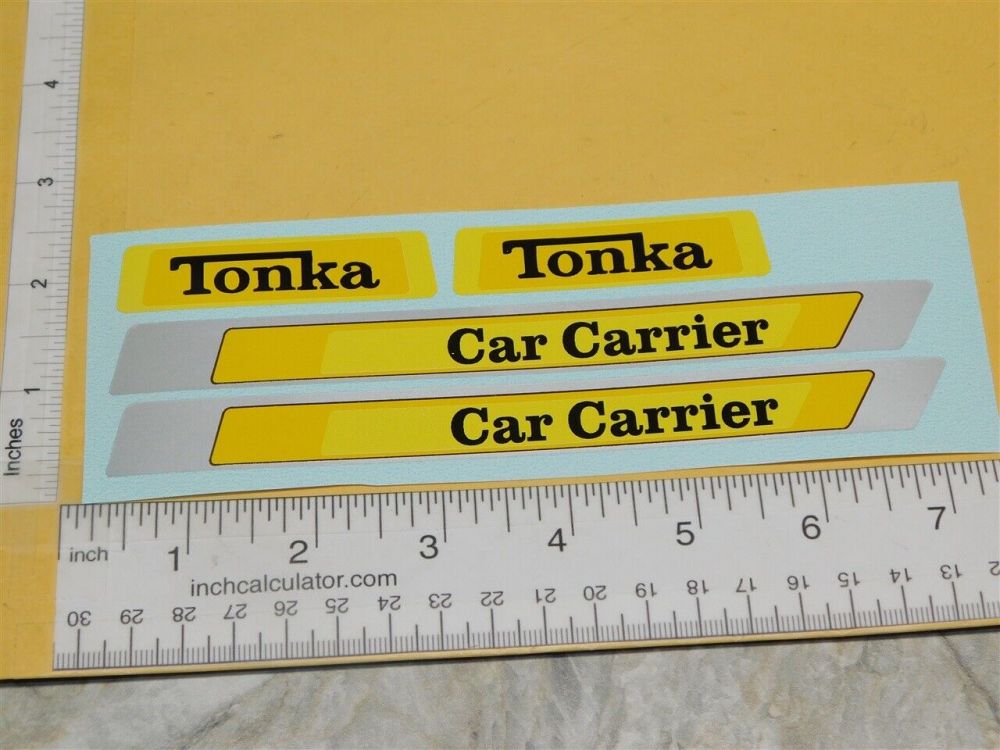 4
3
2
1
Inches
Tonka Tonka
Car Carrier
Car Carrier
inch 1 2 3 4 5 6 7
inchcalculator.com
30 29 28 27 26 25 24 23 22 21 20 19 18 17 16 15 14 13